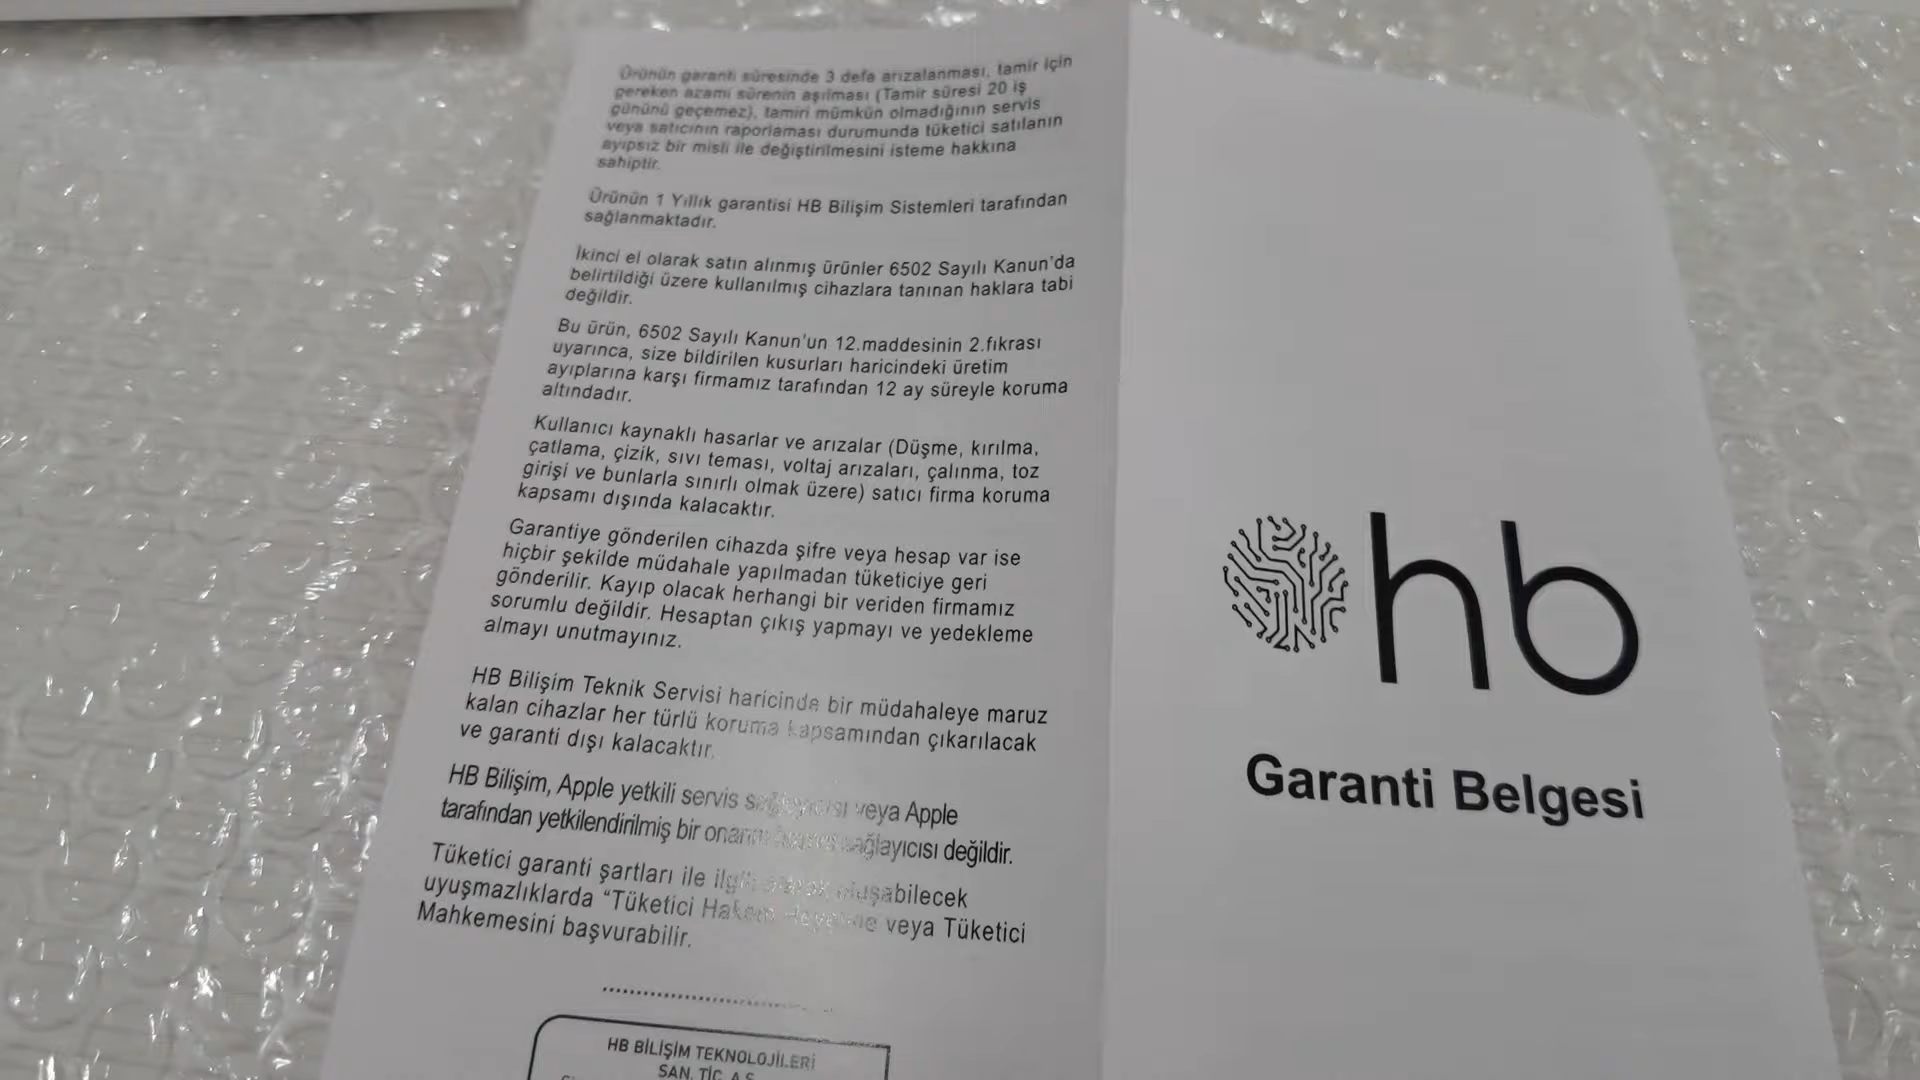 Ürünün garanti süresinde 3 defa arızalanması, tamir için
gereken azami sürenin aşılması (Tamir süresi 20 iş
gününü geçemez), tamiri mümkün olmadığının servis
veya satıcının raporlaması durumunda tüketici satılanın
ayıpsız bir misli ile değiştirilmesini isteme hakkına
sahiptir.
Ürünün 1 Yıllık garantisi HB Bilişim Sistemleri tarafından
sağlanmaktadır.
İkinci el olarak satın alınmış ürünler 6502 Sayılı Kanun'da
belirtildiği üzere kullanılmış cihazlara tanınan haklara tabi
değildir.
Bu ürün, 6502 Sayılı Kanun'un 12.maddesinin 2.fıkrası
uyarınca, size bildirilen kusurları haricindeki üretim
ayıplarına karşı firmamız tarafından 12 ay süreyle koruma
altındadır.
Kullanıcı kaynaklı hasarlar ve arızalar (Düşme, kırılma,
çatlama, çizik, sıvı teması, voltaj arızaları, çalınma, toz
girişi ve bunlarla sınırlı olmak üzere) satıcı firma koruma
kapsamı dışında kalacaktır.
Garantiye gönderilen cihazda şifre veya hesap var ise
hiçbir şekilde müdahale yapılmadan tüketiciye geri
gönderilir. Kayıp olacak herhangi bir veriden firmamız
sorumlu değildir. Hesaptan çıkış yapmayı ve yedekleme
almayı unutmayınız.
HB Bilişim Teknik Servisi haricinde bir müdahaleye maruz
kalan cihazlar her türlü koruma kapsamından çıkarılacak
ve garanti dışı kalacaktır.
HB Bilişim, Apple yetkili servis sağlayıcısı veya Apple
tarafından yetkilendirilmiş bir onarım sağlayıcısı değildir.
Tüketici garanti şartları ile ilgili olarak oluşabilecek
uyuşmazlıklarda “Tüketici Hakem Heyetine veya Tüketici
Mahkemesini başvurabilir.
HB BİLİŞİM TEKNOLOJİLERİ
SAN. TİC. A.Ş.
hb
Garanti Belgesi